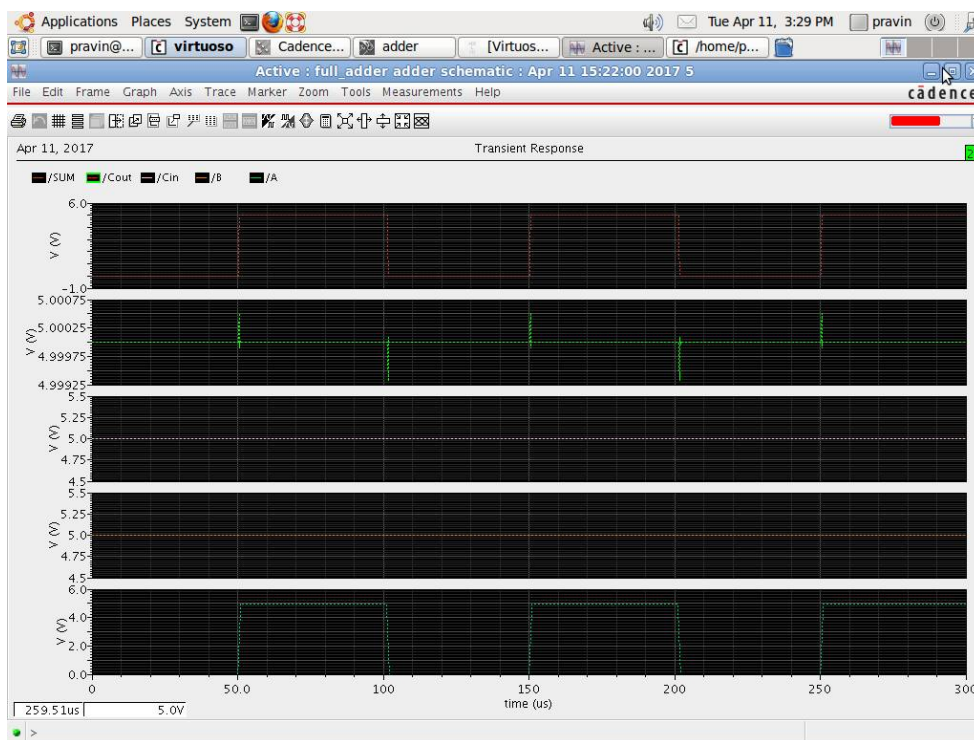 Applications Places System Tue Apr 11, 3:29 PM pravin
pravin@... virtuoso Cadence... adder [Virtuos... Active : ... /home/p...
Active : full_adder adder schematic : Apr 11 15:22:00 2017 5
File Edit Frame Graph Axis Trace Marker Zoom Tools Measurements Help cādence
Apr 11, 2017 Transient Response 2
/SUM /Cout /Cin /B /A
6.0
V (V)
-1.0
5.00075
5.00025
V (V)
4.99975
4.99925
5.5
5.25
V (V) 5.0
4.75
4.5
5.5
5.25
V (V) 5.0
4.75
4.5
6.0
4.0
V (V)
2.0
0.0
0 50.0 100 150 200 250 300
time (us)
259.51us 5.0V
>